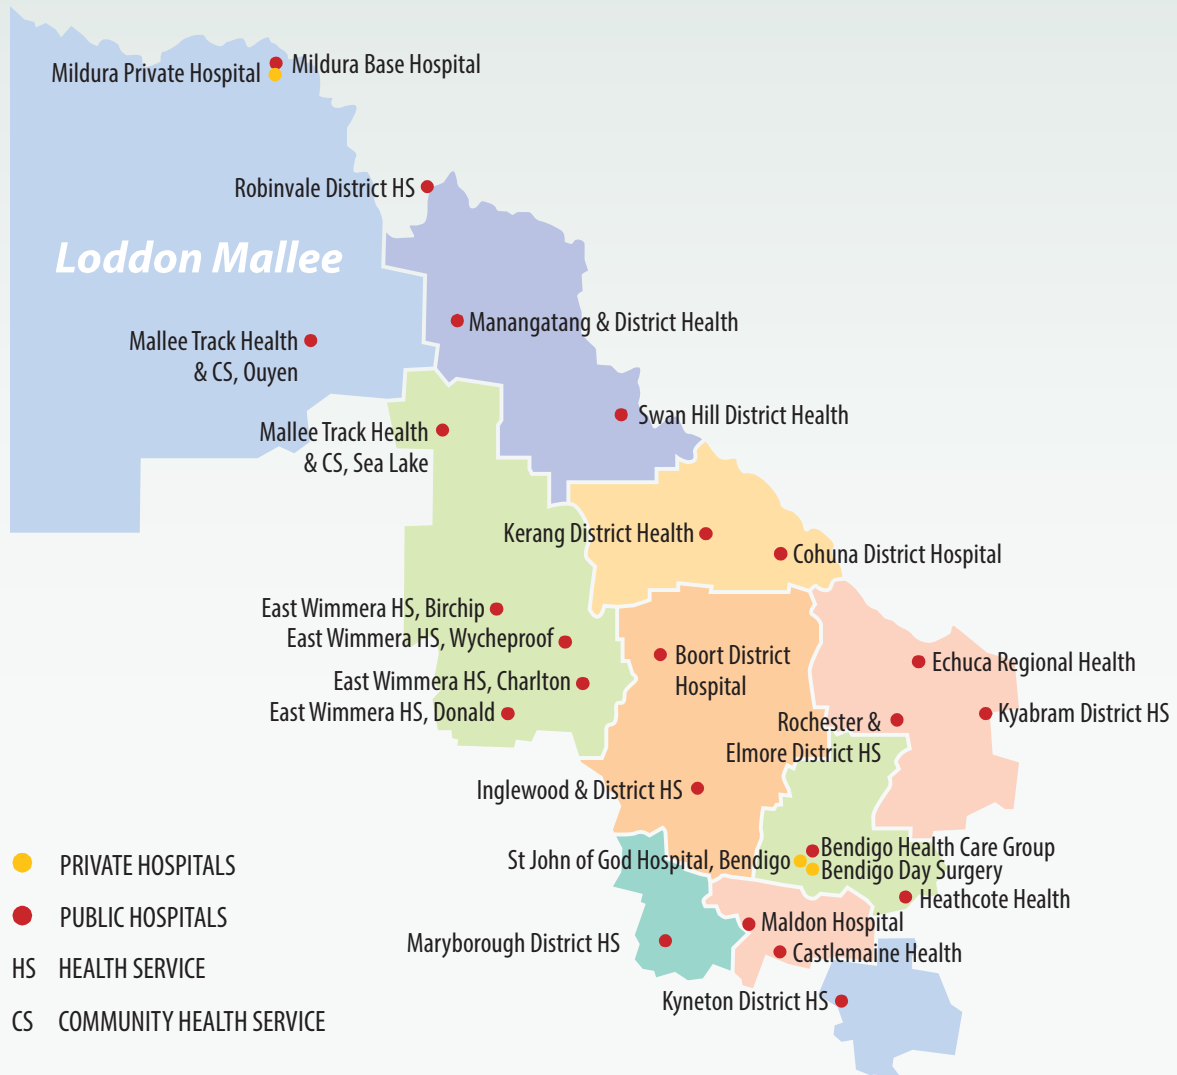 Mildura Private Hospital
Mildura Base Hospital
Robinvale District HS
Loddon Mallee
Manangatang & District Health
Mallee Track Health
& CS, Ouyen
Swan Hill District Health
Mallee Track Health
& CS, Sea Lake
Kerang District Health
Cohuna District Hospital
East Wimmera HS, Birchip
East Wimmera HS, Wycheproof
Boort District
Hospital
Echuca Regional Health
East Wimmera HS, Charlton
East Wimmera HS, Donald
Kyabram District HS
Rochester &
Elmore District HS
Inglewood & District HS
Bendigo Health Care Group
St John of God Hospital, Bendigo
Bendigo Day Surgery
Heathcote Health
Maldon Hospital
Maryborough District HS
Castlemaine Health
Kyneton District HS
PRIVATE HOSPITALS
PUBLIC HOSPITALS
HS HEALTH SERVICE
CS COMMUNITY HEALTH SERVICE